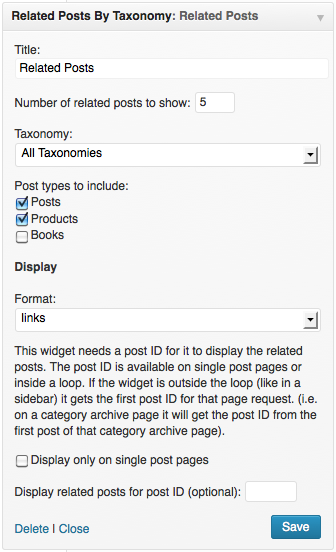 Related Posts By Taxonomy: Related Posts
Title:
Related Posts
Number of related posts to show: 5
Taxonomy:
All Taxonomies
Post types to include:
Posts
Products
Books
Display
Format:
links
This widget needs a post ID for it to display the related
posts. The post ID is available on single post pages or
inside a loop. If the widget is outside the loop (like in a
sidebar) it gets the first post ID for that page request. (i.e.
on a category archive page it will get the post ID from the
first post of that category archive page).
Display only on single post pages
Display related posts for post ID (optional):
Delete | Close
Save